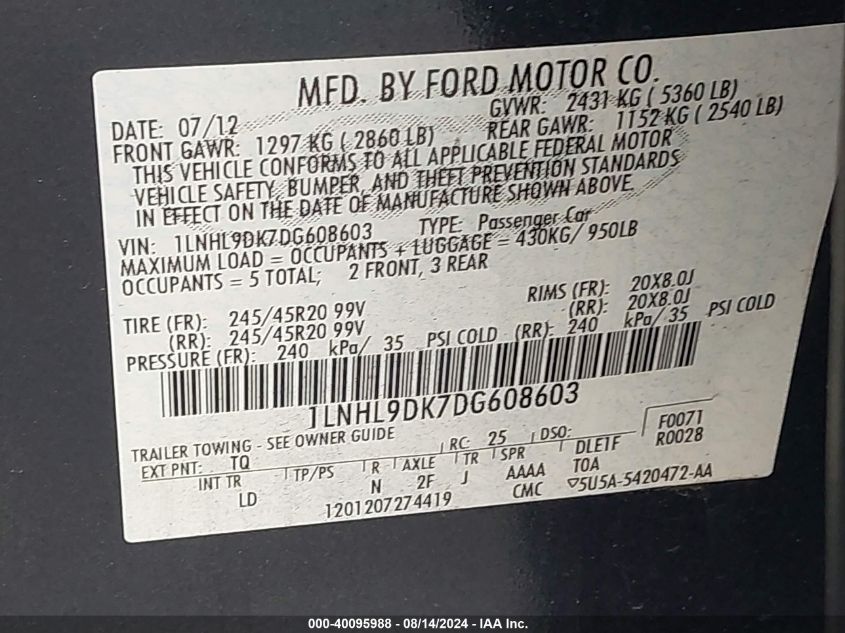 MFD. BY FORD MOTOR CO.
DATE: 07/12 GVWR: 2431 KG ( 5360 LB)
FRONT GAWR: 1297 KG ( 2860 LB) REAR GAWR: 1152 KG ( 2540 LB)
THIS VEHICLE CONFORMS TO ALL APPLICABLE FEDERAL MOTOR
VEHICLE SAFETY, BUMPER, AND THEFT PREVENTION STANDARDS
IN EFFECT ON THE DATE OF MANUFACTURE SHOWN ABOVE.
VIN: 1LNHL9DK7DG608603 TYPE: Passenger Car
MAXIMUM LOAD = OCCUPANTS + LUGGAGE = 430KG/ 950LB
OCCUPANTS = 5 TOTAL; 2 FRONT, 3 REAR
TIRE (FR): 245/45R20 99V RIMS (FR): 20X8.0J
(RR): 245/45R20 99V (RR): 20X8.0J
PRESSURE (FR): 240 kPa/ 35 PSI COLD (RR): 240 kPa/ 35 PSI COLD
1LNHL9DK7DG608603
TRAILER TOWING - SEE OWNER GUIDE F0071
EXT PNT: TQ RC: 25 DSO: R0028
INT TR TP/PS R AXLE TR SPR DLE1F
LD N 2F J AAAA TOA
1201207274419 CMC ▽5U5A-5420472-AA
000-40095988 - 08/14/2024 - IAA Inc.